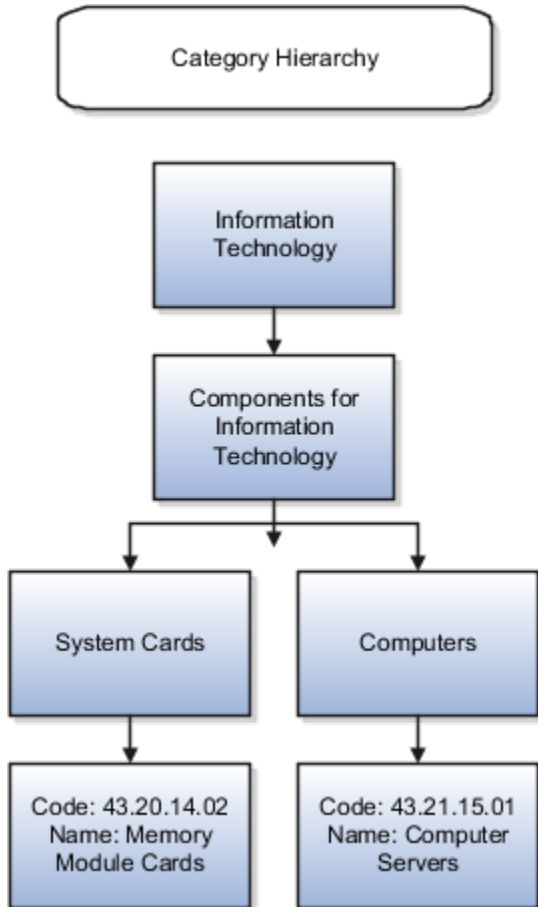 Category Hierarchy
Information
Technology
Components for
Information
Technology
System Cards
Computers
Code: 43.20.14.02
Name: Memory
Module Cards
Code: 43.21.15.01
Name: Computer
Servers